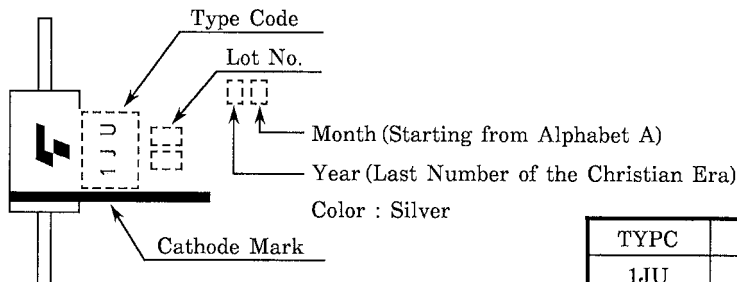 Type Code
Lot No.
1JU
Month (Starting from Alphabet A)
Year (Last Number of the Christian Era)
Color : Silver
Cathode Mark
TYPC
1JU